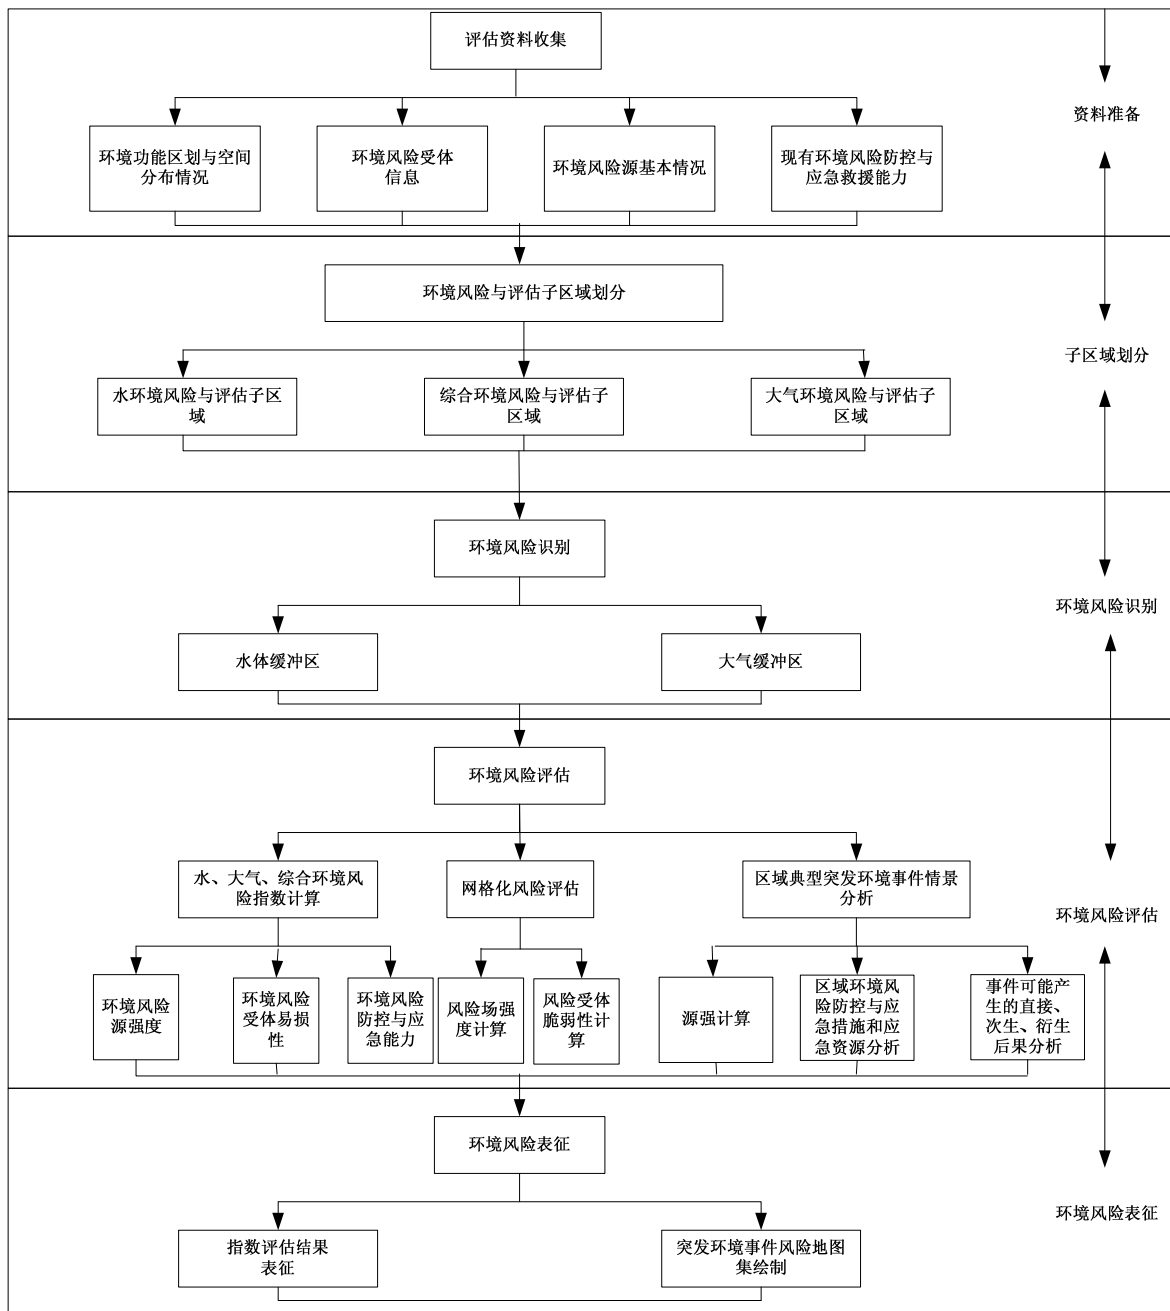 评估资料收集
资料准备
环境功能区划与空间
分布情况
环境风险受体
信息
环境风险源基本情况
现有环境风险防控与
应急救援能力
环境风险与评估子区域划分
子区域划分
水环境风险与评估子区
域
综合环境风险与评估子
区域
大气环境风险与评估子
区域
环境风险识别
环境风险识别
水体缓冲区
大气缓冲区
环境风险评估
水、大气、综合环境风
险指数计算
网格化风险评估
区域典型突发环境事件情景
分析
环境风险评估
环境风险
源强度
环境风险
受体易损
性
环境风险
防控与应
急能力
风险场强
度计算
风险受体
脆弱性计
算
源强计算
区域环境风
险防控与应
急措施和应
急资源分析
事件可能产
生的直接、
次生、衍生
后果分析
环境风险表征
环境风险表征
指数评估结果
表征
突发环境事件风险地图
集绘制